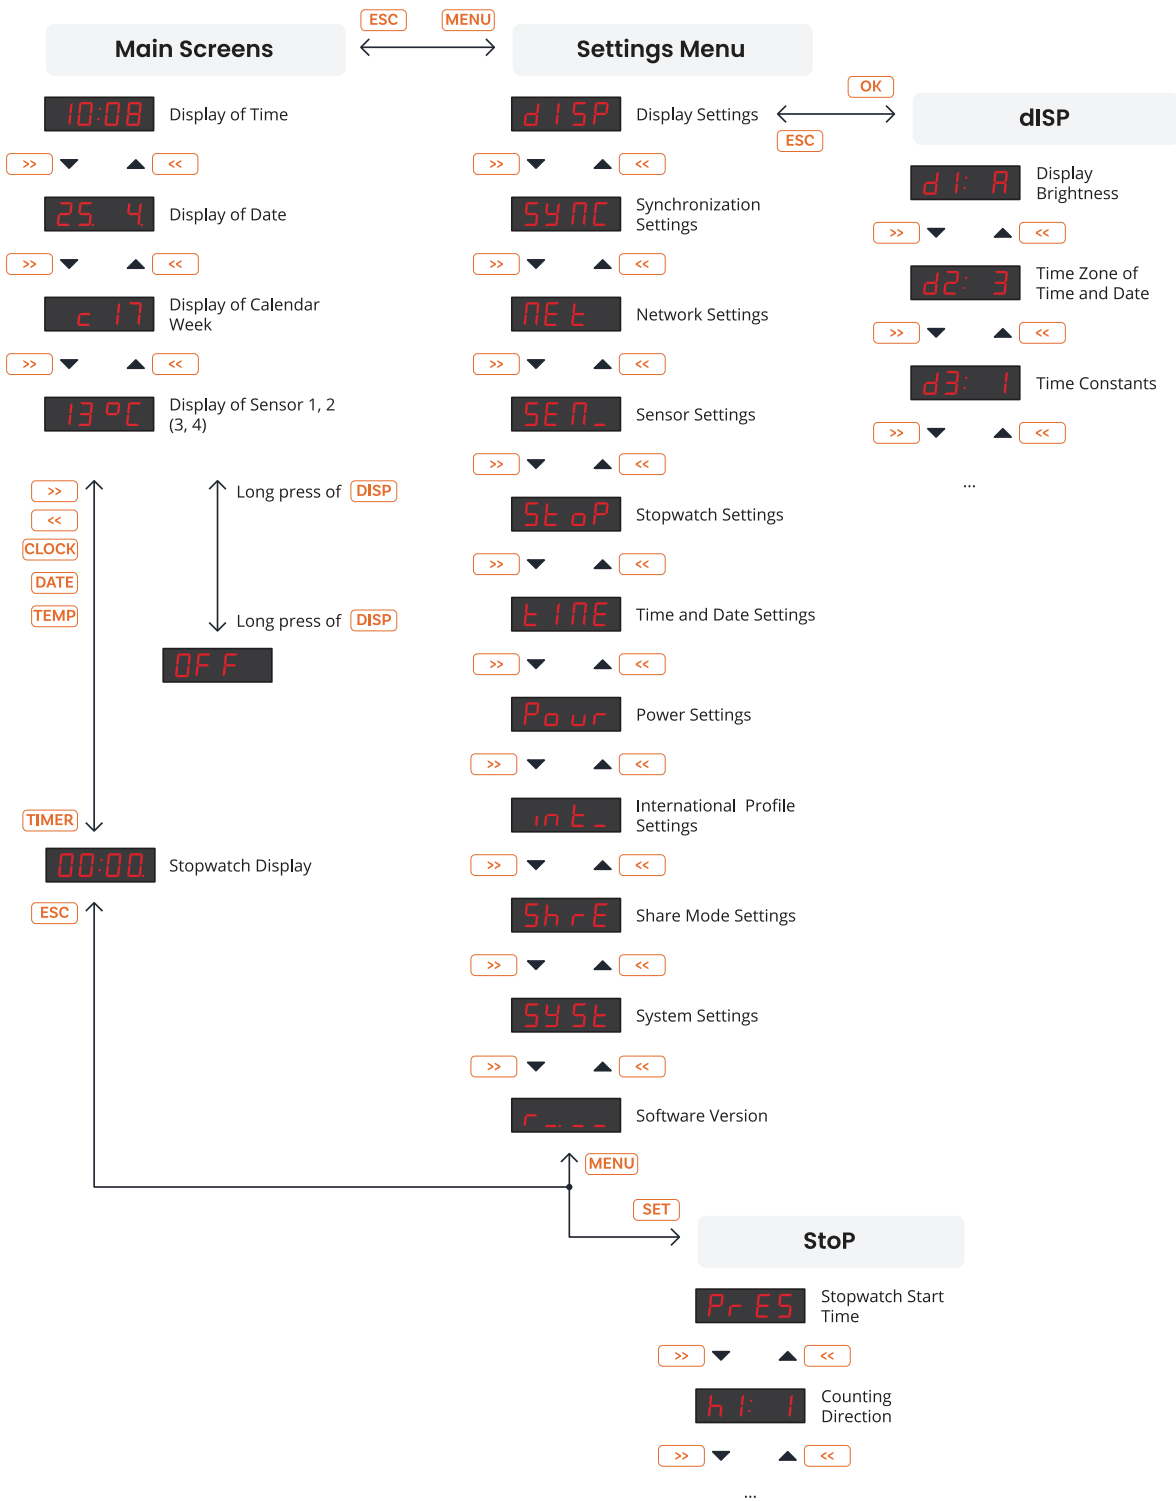 ESC MENU
Main Screens
Settings Menu
10:08 Display of Time
>> <<
25. 4. Display of Date
>> <<
c 17 Display of Calendar
Week
>> <<
13 °C Display of Sensor 1, 2
(3, 4)
>>
<<
CLOCK
DATE
TEMP
Long press of DISP
Long press of DISP
OFF
TIMER
00:00. Stopwatch Display
ESC
dISP Display Settings
>> <<
SYNC Synchronization
Settings
>> <<
NEt Network Settings
>> <<
SEN_ Sensor Settings
>> <<
StoP Stopwatch Settings
>> <<
tIME Time and Date Settings
>> <<
Pour Power Settings
>> <<
int_ International Profile
Settings
>> <<
ShrE Share Mode Settings
>> <<
SYSt System Settings
>> <<
r_._ _ Software Version
MENU
SET
OK
ESC
dISP
d1: A Display
Brightness
>> <<
d2: 3 Time Zone of
Time and Date
>> <<
d3: 1 Time Constants
>> <<
...
StoP
PrES Stopwatch Start
Time
>> <<
h1: 1 Counting
Direction
>> <<
...